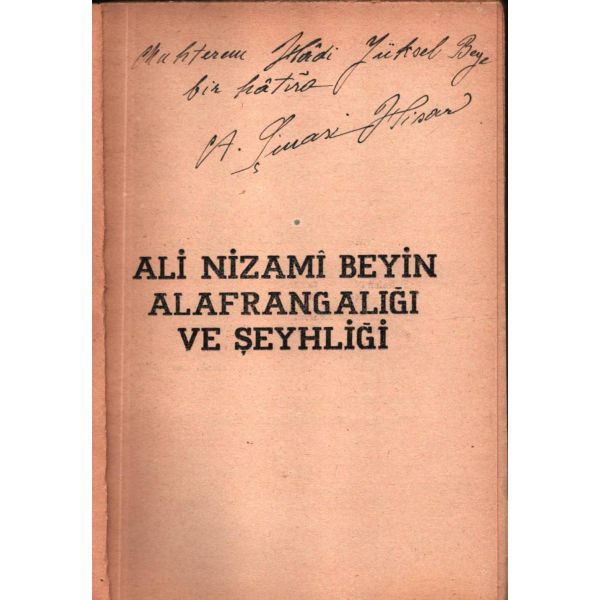 Muhterem Hâdi Yüksel Beye
bir hâtıra
A. Şinasi Hisar
ALİ NİZAMÎ BEYİN
ALAFRANGALIĞI
VE ŞEYHLİĞİ